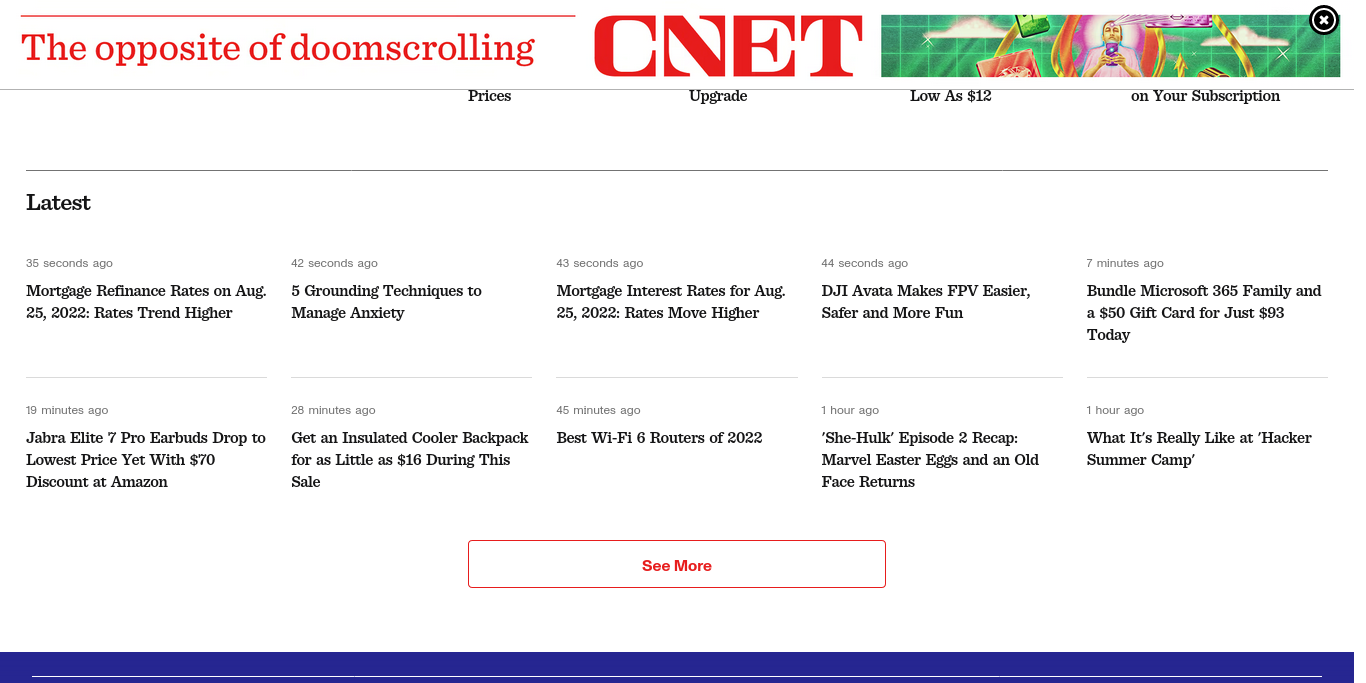 The opposite of doomscrolling
CNET
Prices
Upgrade
Low As $12
on Your Subscription
Latest
35 seconds ago
Mortgage Refinance Rates on Aug.
25, 2022: Rates Trend Higher
42 seconds ago
5 Grounding Techniques to
Manage Anxiety
43 seconds ago
Mortgage Interest Rates for Aug.
25, 2022: Rates Move Higher
44 seconds ago
DJI Avata Makes FPV Easier,
Safer and More Fun
7 minutes ago
Bundle Microsoft 365 Family and
a $50 Gift Card for Just $93
Today
19 minutes ago
Jabra Elite 7 Pro Earbuds Drop to
Lowest Price Yet With $70
Discount at Amazon
28 minutes ago
Get an Insulated Cooler Backpack
for as Little as $16 During This
Sale
45 minutes ago
Best Wi-Fi 6 Routers of 2022
1 hour ago
'She-Hulk' Episode 2 Recap:
Marvel Easter Eggs and an Old
Face Returns
1 hour ago
What It's Really Like at 'Hacker
Summer Camp'
See More